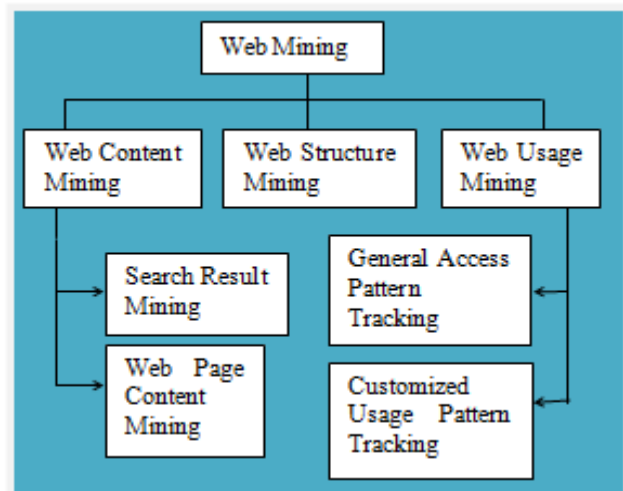 Web Mining
Web Content
Mining
Web Structure
Mining
Web Usage
Mining
Search Result
Mining
Web Page
Content
Mining
General Access
Pattern
Tracking
Customized
Usage Pattern
Tracking